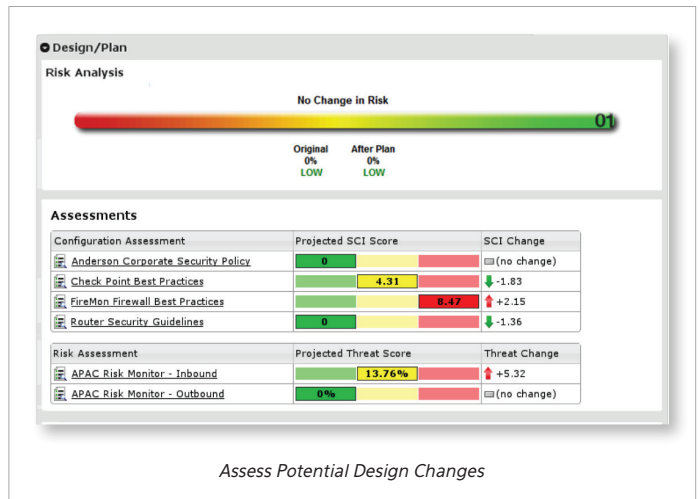 Design/Plan
Risk Analysis
No Change in Risk
01
Original After Plan
0% 0%
LOW LOW
Assessments
Configuration Assessment Projected SCI Score SCI Change
Anderson Corporate Security Policy 0 (no change)
Check Point Best Practices 4.31 -1.83
FireMon Firewall Best Practices 8.47 +2.15
Router Security Guidelines 0 -1.36
Risk Assessment Projected Threat Score Threat Change
APAC Risk Monitor - Inbound 13.76% +5.32
APAC Risk Monitor - Outbound 0% (no change)
Assess Potential Design Changes